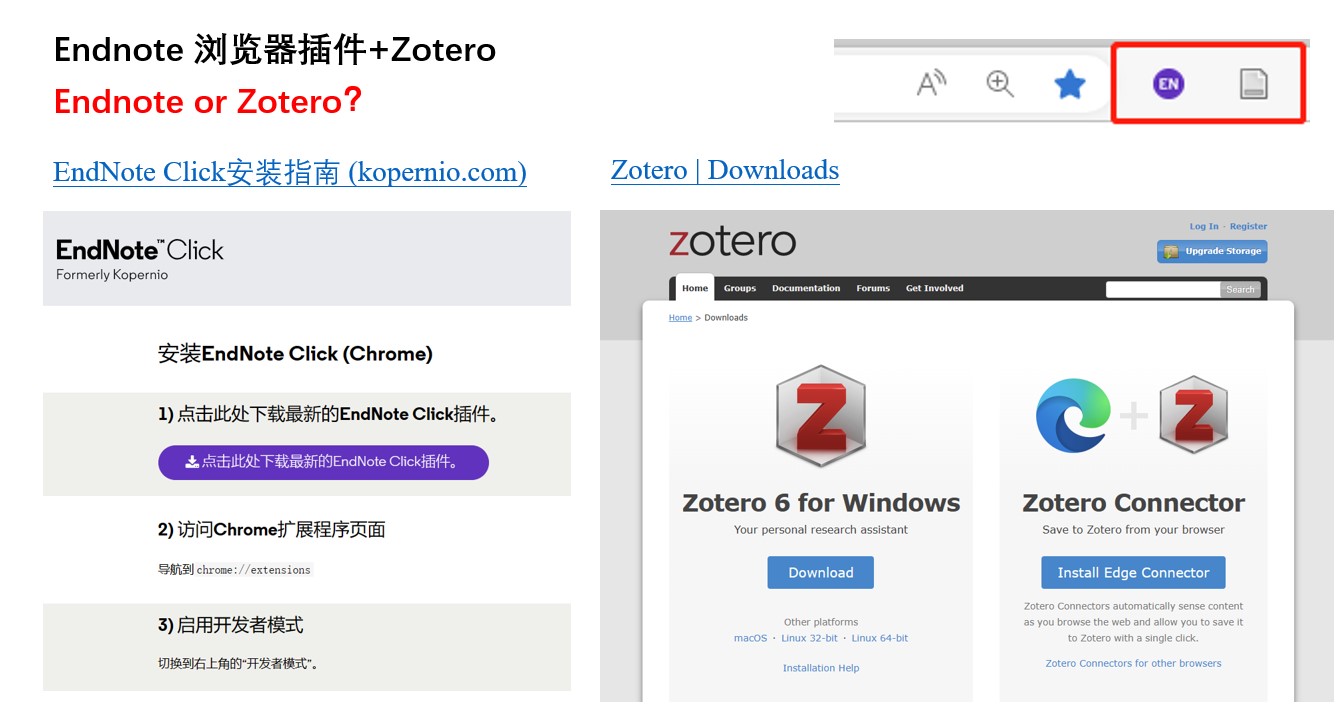 Endnote 浏览器插件+Zotero
Endnote or Zotero?
A
EN
EndNote Click安装指南 (kopernio.com)
Zotero | Downloads
EndNote™ Click
Formerly Kopernio
安装EndNote Click (Chrome)
1) 点击此处下载最新的EndNote Click插件。
点击此处下载最新的EndNote Click插件。
2) 访问Chrome扩展程序页面
导航到 chrome://extensions
3) 启用开发者模式
切换到右上角的“开发者模式”。
zotero
Log In · Register
Upgrade Storage
Home Groups Documentation Forums Get Involved
Search
Home > Downloads
Z
Zotero 6 for Windows
Your personal research assistant
Download
Other platforms
macOS · Linux 32-bit · Linux 64-bit
Installation Help
+ Z
Zotero Connector
Save to Zotero from your browser
Install Edge Connector
Zotero Connectors automatically sense content
as you browse the web and allow you to save it
to Zotero with a single click.
Zotero Connectors for other browsers